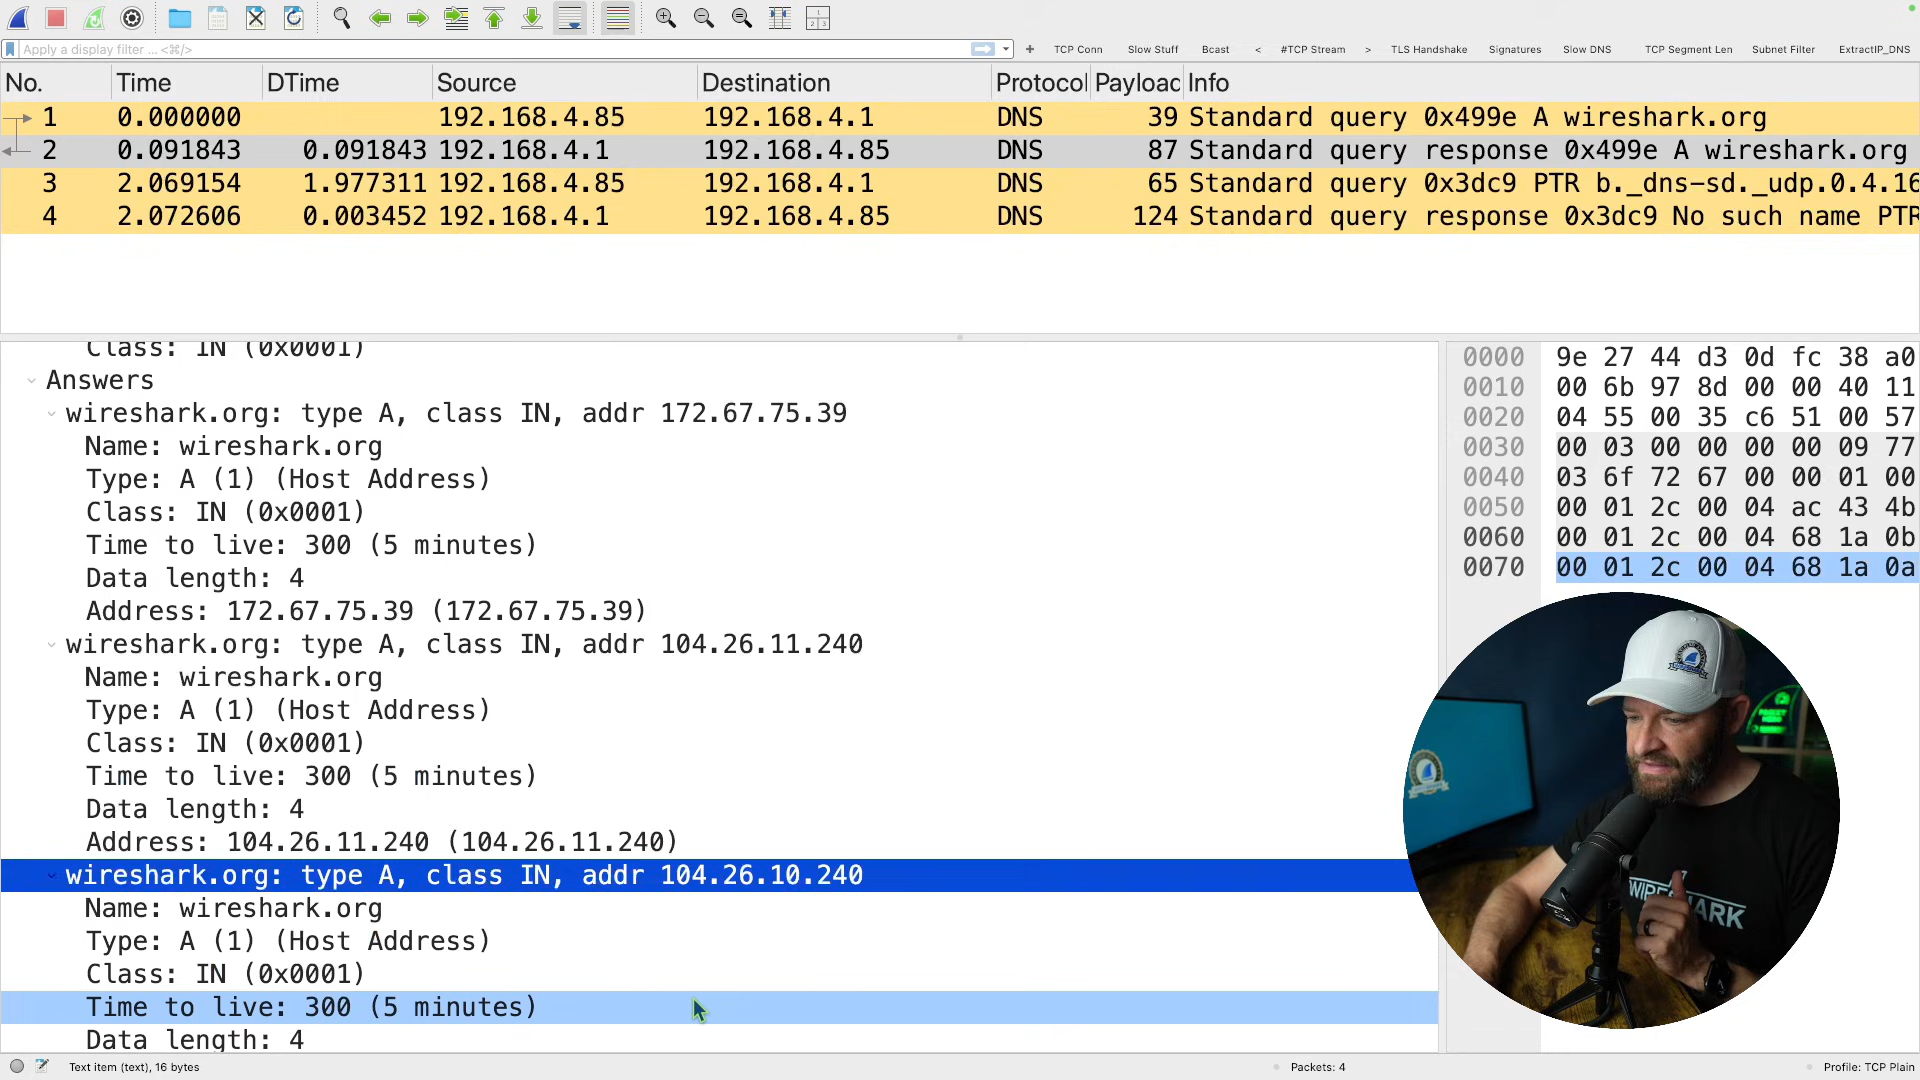 Apply a display filter ... <⌘/>
+ TCP Conn Slow Stuff Bcast < #TCP Stream > TLS Handshake Signatures Slow DNS TCP Segment Len Subnet Filter ExtractIP_DNS
No. Time DTime Source Destination Protocol Payload Info
1 0.000000 192.168.4.85 192.168.4.1 DNS 39 Standard query 0x499e A wireshark.org
2 0.091843 0.091843 192.168.4.1 192.168.4.85 DNS 87 Standard query response 0x499e A wireshark.org
3 2.069154 1.977311 192.168.4.85 192.168.4.1 DNS 65 Standard query 0x3dc9 PTR b._dns-sd._udp.0.4.16
4 2.072606 0.003452 192.168.4.1 192.168.4.85 DNS 124 Standard query response 0x3dc9 No such name PTR
Class: IN (0x0001)
Answers
wireshark.org: type A, class IN, addr 172.67.75.39
Name: wireshark.org
Type: A (1) (Host Address)
Class: IN (0x0001)
Time to live: 300 (5 minutes)
Data length: 4
Address: 172.67.75.39 (172.67.75.39)
wireshark.org: type A, class IN, addr 104.26.11.240
Name: wireshark.org
Type: A (1) (Host Address)
Class: IN (0x0001)
Time to live: 300 (5 minutes)
Data length: 4
Address: 104.26.11.240 (104.26.11.240)
wireshark.org: type A, class IN, addr 104.26.10.240
Name: wireshark.org
Type: A (1) (Host Address)
Class: IN (0x0001)
Time to live: 300 (5 minutes)
Data length: 4
0000 9e 27 44 d3 0d fc 38 a0
0010 00 6b 97 8d 00 00 40 11
0020 04 55 00 35 c6 51 00 57
0030 00 03 00 00 00 00 09 77
0040 03 6f 72 67 00 00 01 00
0050 00 01 2c 00 04 ac 43 4b
0060 00 01 2c 00 04 68 1a 0b
0070 00 01 2c 00 04 68 1a 0a
WIRESHARK
Text item (text), 16 bytes
Packets: 4
Profile: TCP Plain